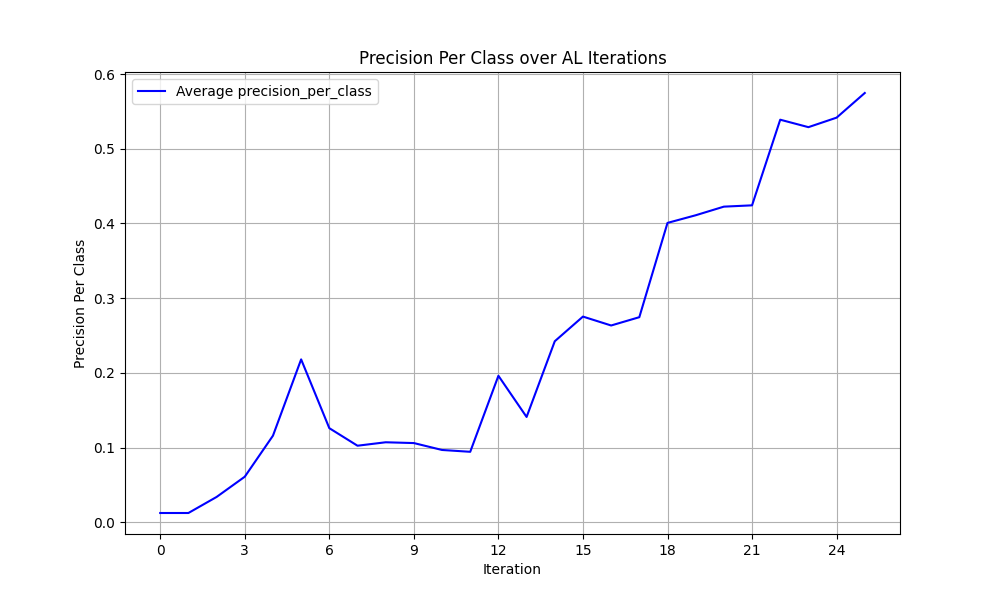 Precision Per Class over AL Iterations
Average precision_per_class
Precision Per Class
0.6
0.5
0.4
0.3
0.2
0.1
0.0
0 3 6 9 12 15 18 21 24
Iteration